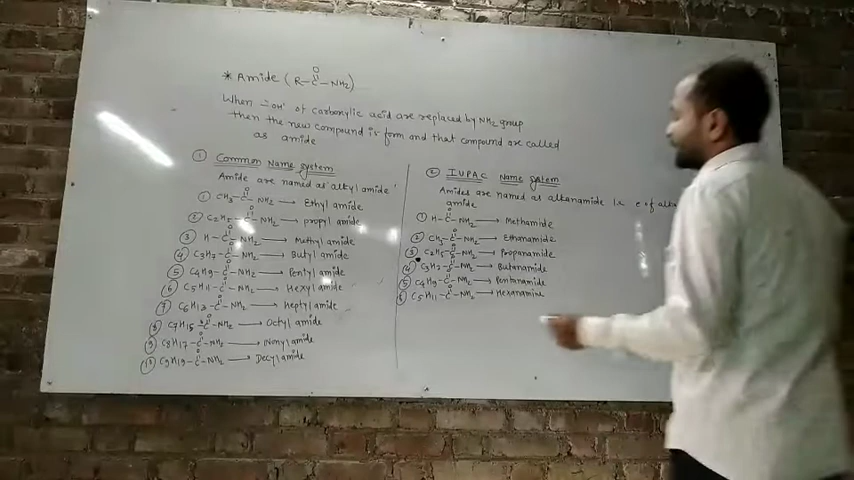 * Amide ( R-C-NH2)
O
When -OH of Carboxylic acid are replaced by NH2 group
then the new compound is form and that compound are called
as amide
① Common Name system
Amide are named as alkyl amide
① CH3-C-NH2 → Ethyl amide
② C2H5-C-NH2 → propyl amide
③ H-C-NH2 → Methyl amide
④ C3H7-C-NH2 → Butyl amide
⑤ C4H9-C-NH2 → Pentyl amide
⑥ C5H11-C-NH2 → Hexyl amide
⑦ C6H13-C-NH2 → Heptyl amide
⑧ C7H15-C-NH2 → Octyl amide
⑨ C8H17-C-NH2 → Nonyl amide
⑩ C9H19-C-NH2 → Decyl amide
② IUPAC Name system
Amides are named as alkanamide i.e e of
amide
① H-C-NH2 → Methamide
② CH3-C-NH2 → Ethanamide
③ C2H5-C-NH2 → Propanamide
④ C3H7-C-NH2 → Butanamide
⑤ C4H9-C-NH2 → Pentanamide
⑥ C5H11-C-NH2 → Hexanamide